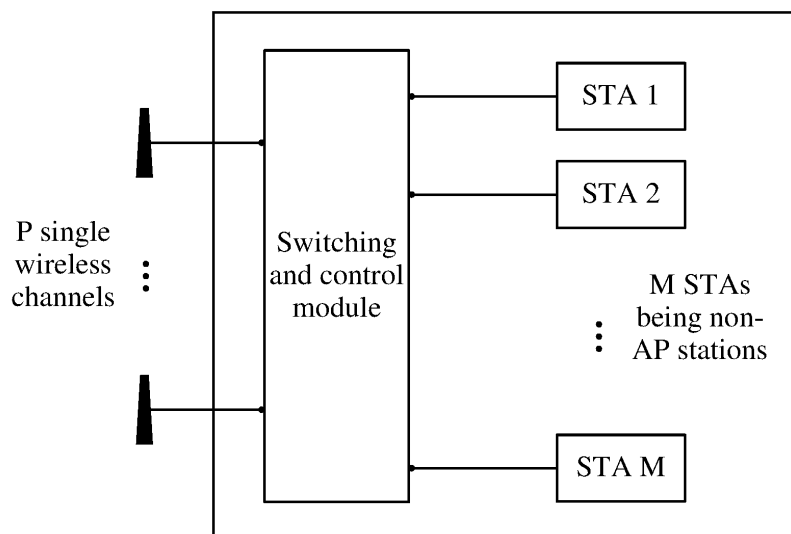 P single
wireless
channels
Switching
and control
module
STA 1
STA 2
M STAs
being non-
AP stations
STA M